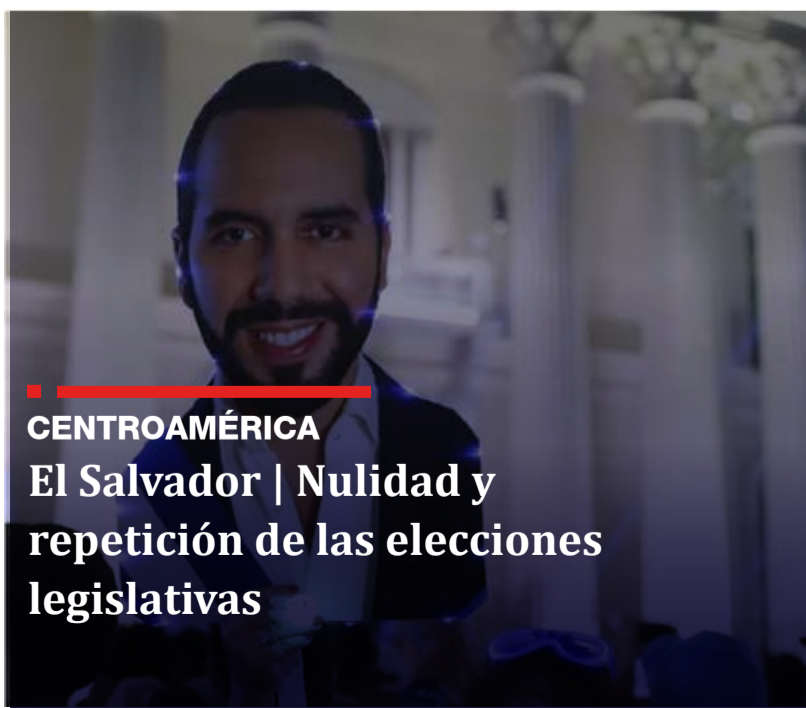 CENTROAMÉRICA
El Salvador | Nulidad y
repetición de las elecciones
legislativas